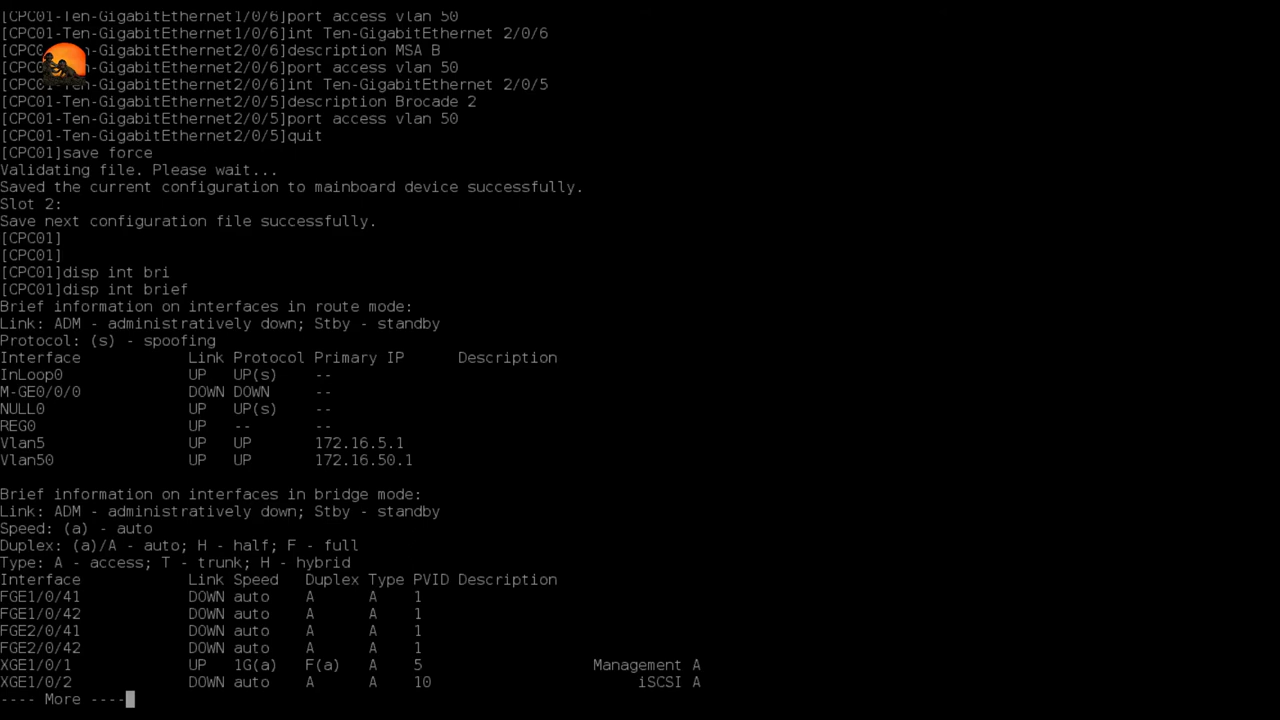 [CPC01-Ten-GigabitEthernet1/0/6]port access vlan 50
[CPC01-Ten-GigabitEthernet1/0/6]int Ten-GigabitEthernet 2/0/6
[CPC0 n-GigabitEthernet2/0/6]description MSA B
[CPC0 n-GigabitEthernet2/0/6]port access vlan 50
[CPC01-Ten-GigabitEthernet2/0/6]int Ten-GigabitEthernet 2/0/5
[CPC01-Ten-GigabitEthernet2/0/5]description Brocade 2
[CPC01-Ten-GigabitEthernet2/0/5]port access vlan 50
[CPC01-Ten-GigabitEthernet2/0/5]quit
[CPC01]save force
Validating file. Please wait...
Saved the current configuration to mainboard device successfully.
Slot 2:
Save next configuration file successfully.
[CPC01]
[CPC01]
[CPC01]disp int bri
[CPC01]disp int brief
Brief information on interfaces in route mode:
Link: ADM - administratively down; Stby - standby
Protocol: (s) - spoofing
Interface Link Protocol Primary IP Description
InLoop0 UP UP(s) --
M-GE0/0/0 DOWN DOWN --
NULL0 UP UP(s) --
REG0 UP -- --
Vlan5 UP UP 172.16.5.1
Vlan50 UP UP 172.16.50.1
Brief information on interfaces in bridge mode:
Link: ADM - administratively down; Stby - standby
Speed: (a) - auto
Duplex: (a)/A - auto; H - half; F - full
Type: A - access; T - trunk; H - hybrid
Interface Link Speed Duplex Type PVID Description
FGE1/0/41 DOWN auto A A 1
FGE1/0/42 DOWN auto A A 1
FGE2/0/41 DOWN auto A A 1
FGE2/0/42 DOWN auto A A 1
XGE1/0/1 UP 1G(a) F(a) A 5 Management A
XGE1/0/2 DOWN auto A A 10 iSCSI A
---- More ----